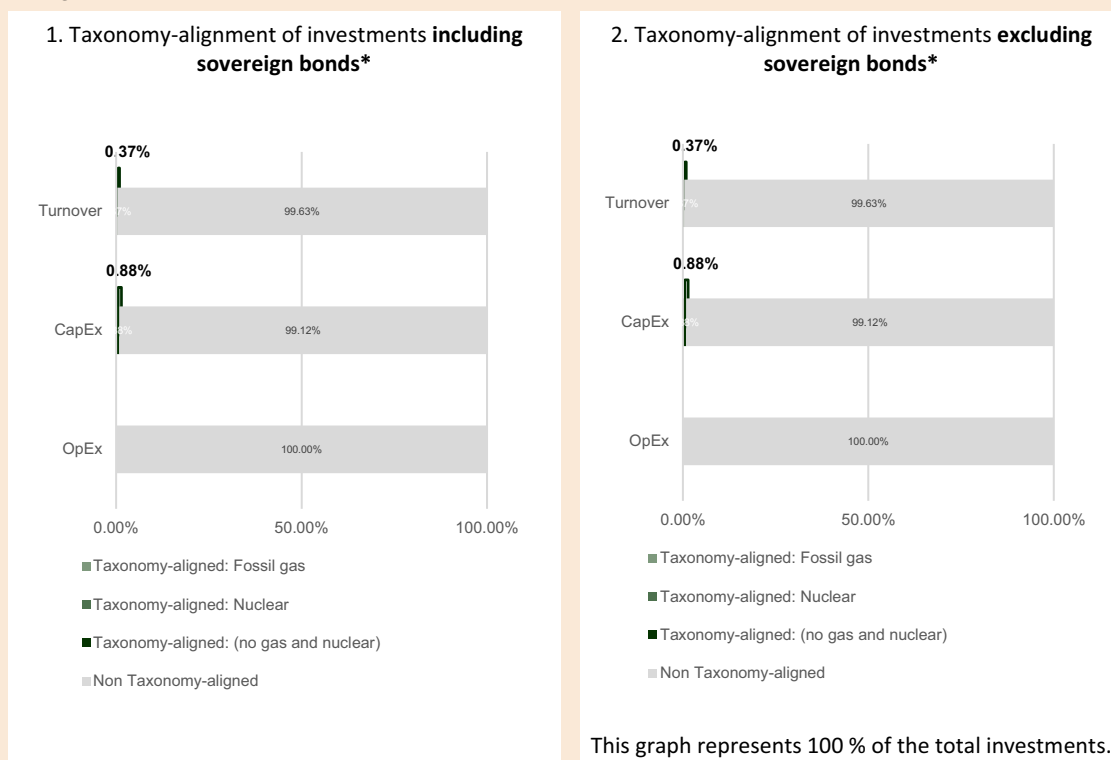 1. Taxonomy-alignment of investments including
sovereign bonds*
0.37%
Turnover
99.63%
0.88%
CapEx
99.12%
OpEx
100.00%
0.00%
50.00%
100.00%
Taxonomy-aligned: Fossil gas
Taxonomy-aligned: Nuclear
Taxonomy-aligned: (no gas and nuclear)
Non Taxonomy-aligned
2. Taxonomy-alignment of investments excluding
sovereign bonds*
0.37%
Turnover
99.63%
0.88%
CapEx
99.12%
OpEx
100.00%
0.00%
50.00%
100.00%
Taxonomy-aligned: Fossil gas
Taxonomy-aligned: Nuclear
Taxonomy-aligned: (no gas and nuclear)
Non Taxonomy-aligned
This graph represents 100 % of the total investments.